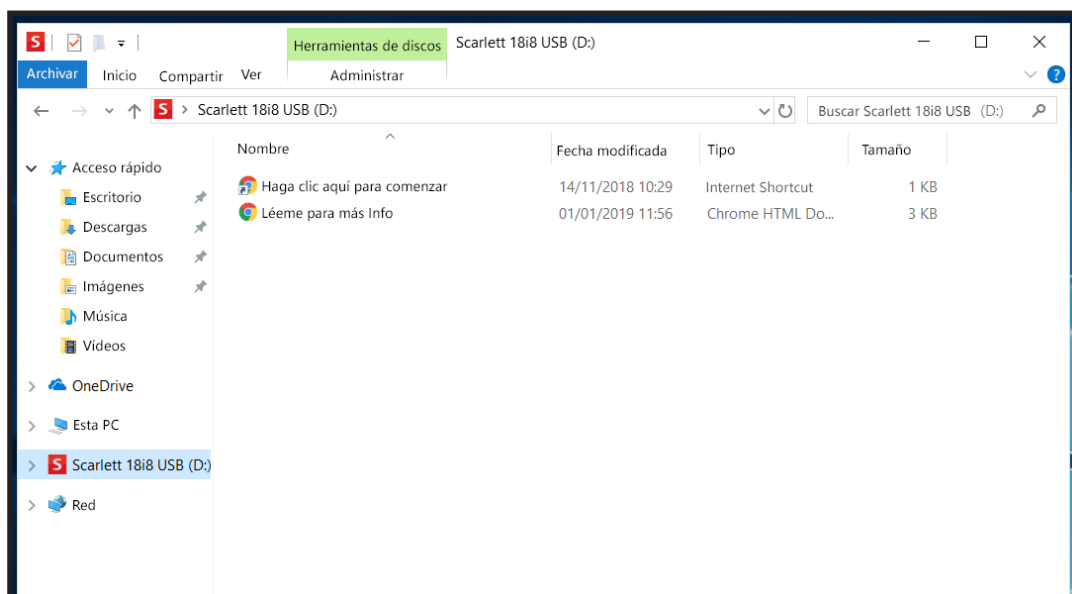 S
Herramientas de discos Scarlett 18i8 USB (D:)
Archivar Inicio Compartir Ver Administrar ?
S > Scarlett 18i8 USB (D:) Buscar Scarlett 18i8 USB (D:)
Nombre Fecha modificada Tipo Tamaño
Acceso rápido
Haga clic aquí para comenzar 14/11/2018 10:29 Internet Shortcut 1 KB
Escritorio
Léeme para más Info 01/01/2019 11:56 Chrome HTML Do... 3 KB
Descargas
Documentos
Imágenes
Música
Vídeos
OneDrive
Esta PC
S Scarlett 18i8 USB (D:)
Red